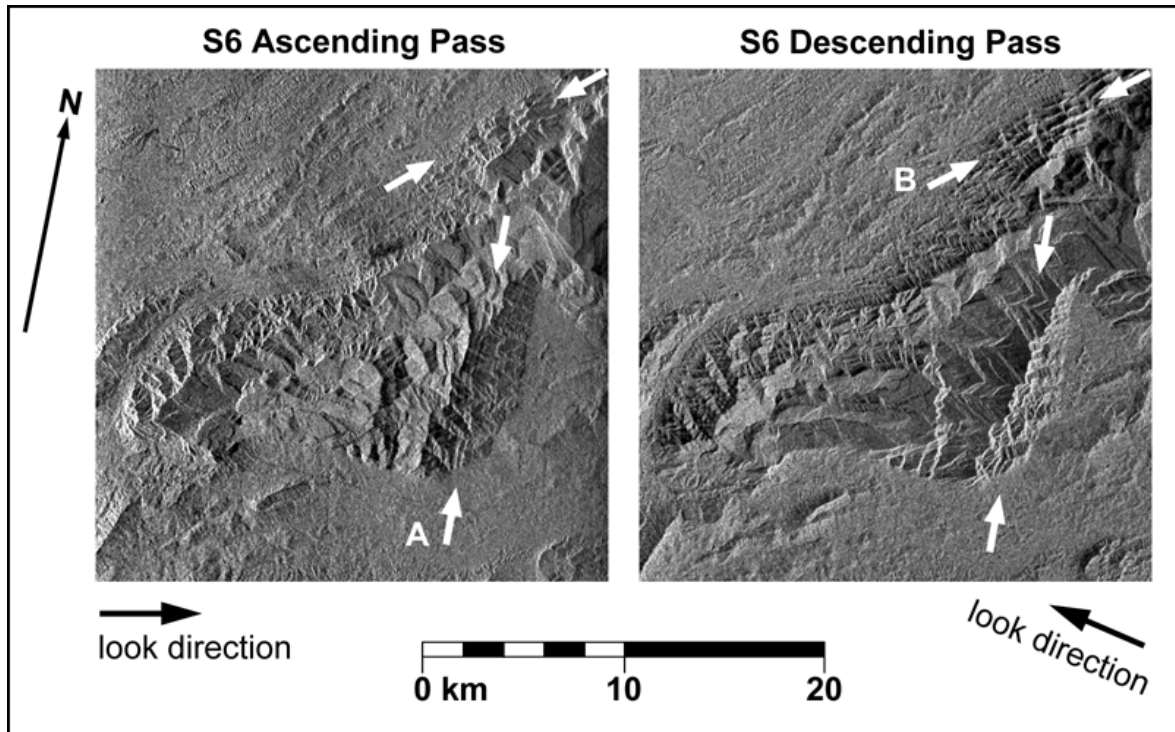 S6 Ascending Pass
S6 Descending Pass
N
B
A
look direction
look direction
0 km
10
20